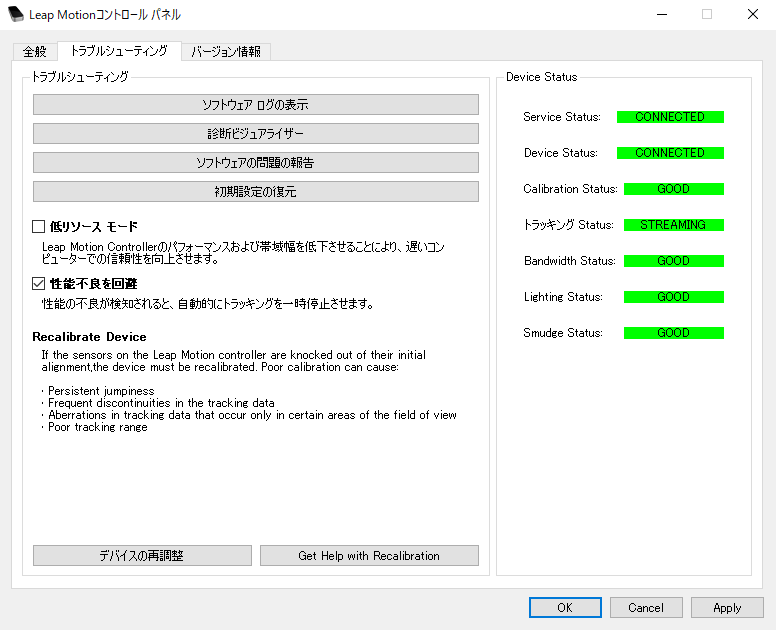 Leap Motionコントロール パネル
全般
トラブルシューティング
バージョン情報
トラブルシューティング
ソフトウェア ログの表示
診断ビジュアライザー
ソフトウェアの問題の報告
初期設定の復元
低リソース モード
Leap Motion Controllerのパフォーマンスおよび帯域幅を低下させることにより、遅いコン
ピューターでの信頼性を向上させます。
性能不良を回避
性能の不良が検知されると、自動的にトラッキングを一時停止させます。
Recalibrate Device
If the sensors on the Leap Motion controller are knocked out of their initial
alignment,the device must be recalibrated. Poor calibration can cause:
· Persistent jumpiness
· Frequent discontinuities in the tracking data
· Aberrations in tracking data that occur only in certain areas of the field of view
· Poor tracking range
デバイスの再調整
Get Help with Recalibration
Device Status
Service Status: CONNECTED
Device Status: CONNECTED
Calibration Status: GOOD
トラッキング Status: STREAMING
Bandwidth Status: GOOD
Lighting Status: GOOD
Smudge Status: GOOD
OK
Cancel
Apply